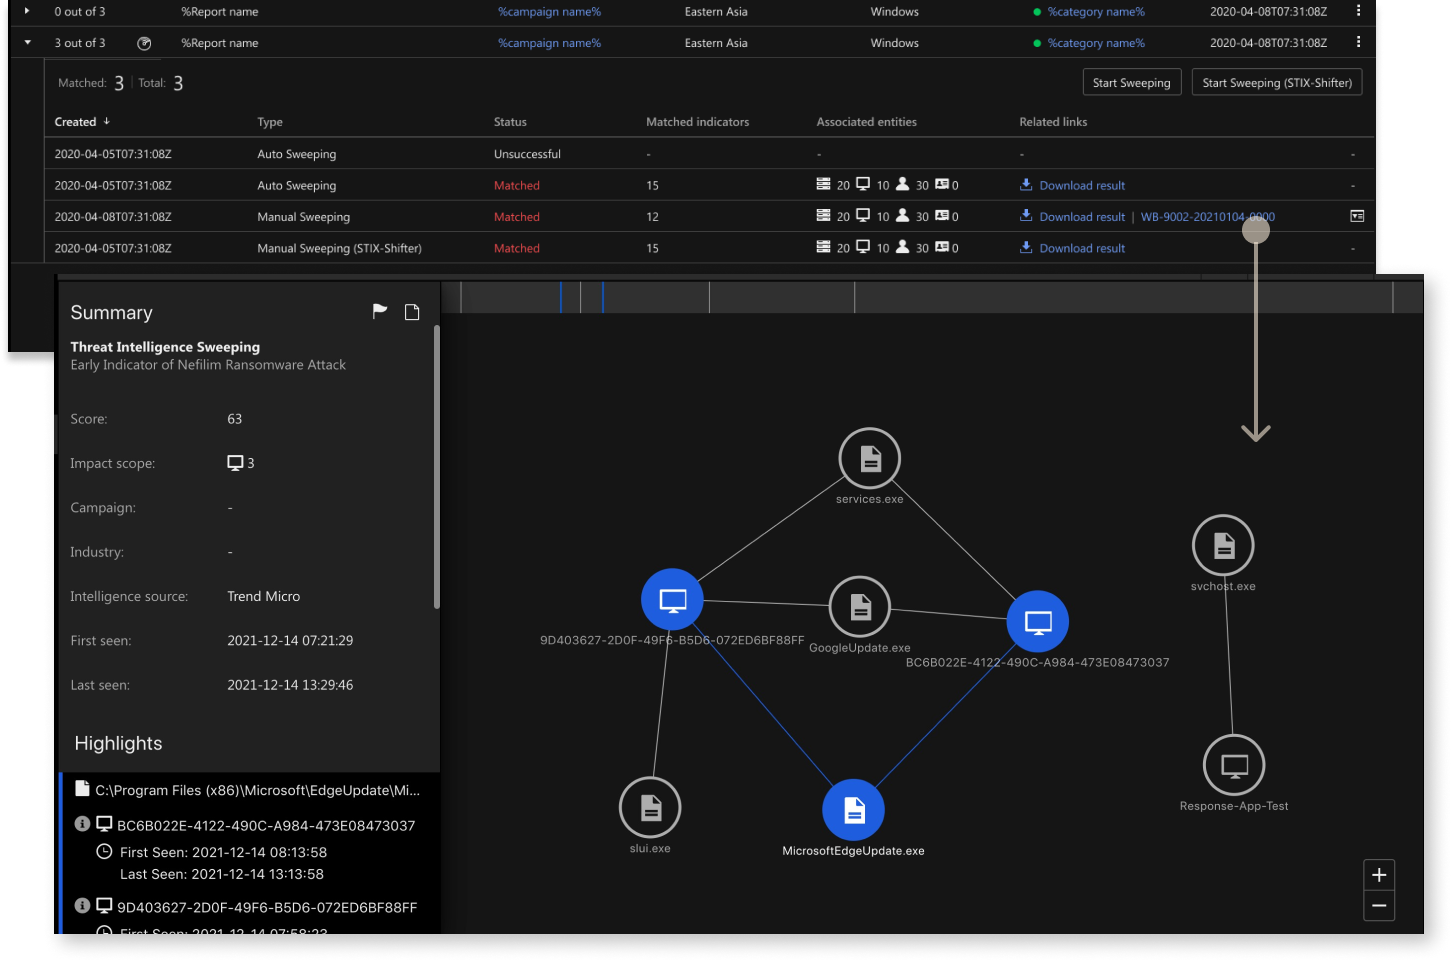 0 out of 3 %Report name %campaign name% Eastern Asia Windows %category name% 2020-04-08T07:31:08Z
3 out of 3 %Report name %campaign name% Eastern Asia Windows %category name% 2020-04-08T07:31:08Z
Matched: 3 | Total: 3 Start Sweeping Start Sweeping (STIX-Shifter)
Created Type Status Matched indicators Associated entities Related links
2020-04-05T07:31:08Z Auto Sweeping Unsuccessful - - - -
2020-04-05T07:31:08Z Auto Sweeping Matched 15 20 10 30 0 Download result -
2020-04-08T07:31:08Z Manual Sweeping Matched 12 20 10 30 0 Download result | WB-9002-20210104-0000
2020-04-05T07:31:08Z Manual Sweeping (STIX-Shifter) Matched 15 20 10 30 0 Download result -
Summary
Threat Intelligence Sweeping
Early Indicator of Nefilim Ransomware Attack
Score: 63
Impact scope: 3
Campaign: -
Industry: -
Intelligence source: Trend Micro
First seen: 2021-12-14 07:21:29
Last seen: 2021-12-14 13:29:46
Highlights
C:\Program Files (x86)\Microsoft\EdgeUpdate\Mi...
BC6B022E-4122-490C-A984-473E08473037
First Seen: 2021-12-14 08:13:58
Last Seen: 2021-12-14 13:13:58
9D403627-2D0F-49F6-B5D6-072ED6BF88FF
First Seen: 2021-12-14 07:58:23
services.exe
svchost.exe
9D403627-2D0F-49F6-B5D6-072ED6BF88FF
GoogleUpdate.exe
BC6B022E-4122-490C-A984-473E08473037
Response-App-Test
slui.exe
MicrosoftEdgeUpdate.exe
+
−